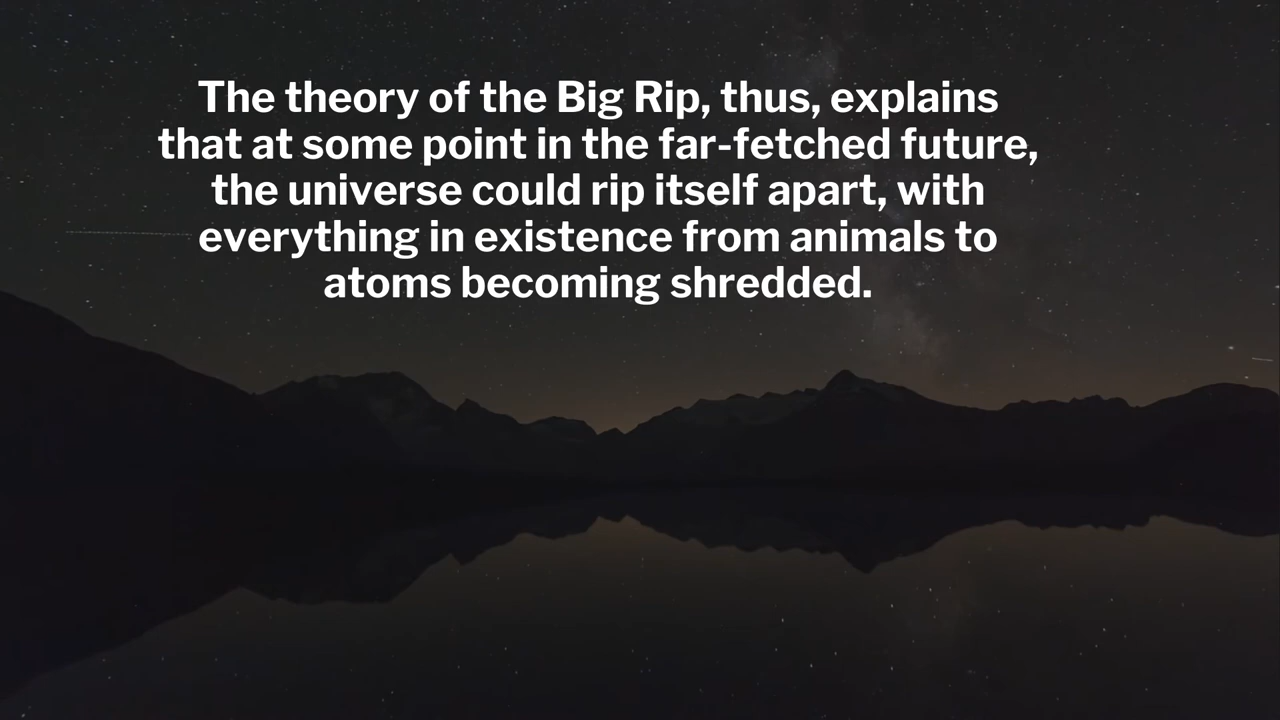 The theory of the Big Rip, thus, explains
that at some point in the far-fetched future,
the universe could rip itself apart, with
everything in existence from animals to
atoms becoming shredded.